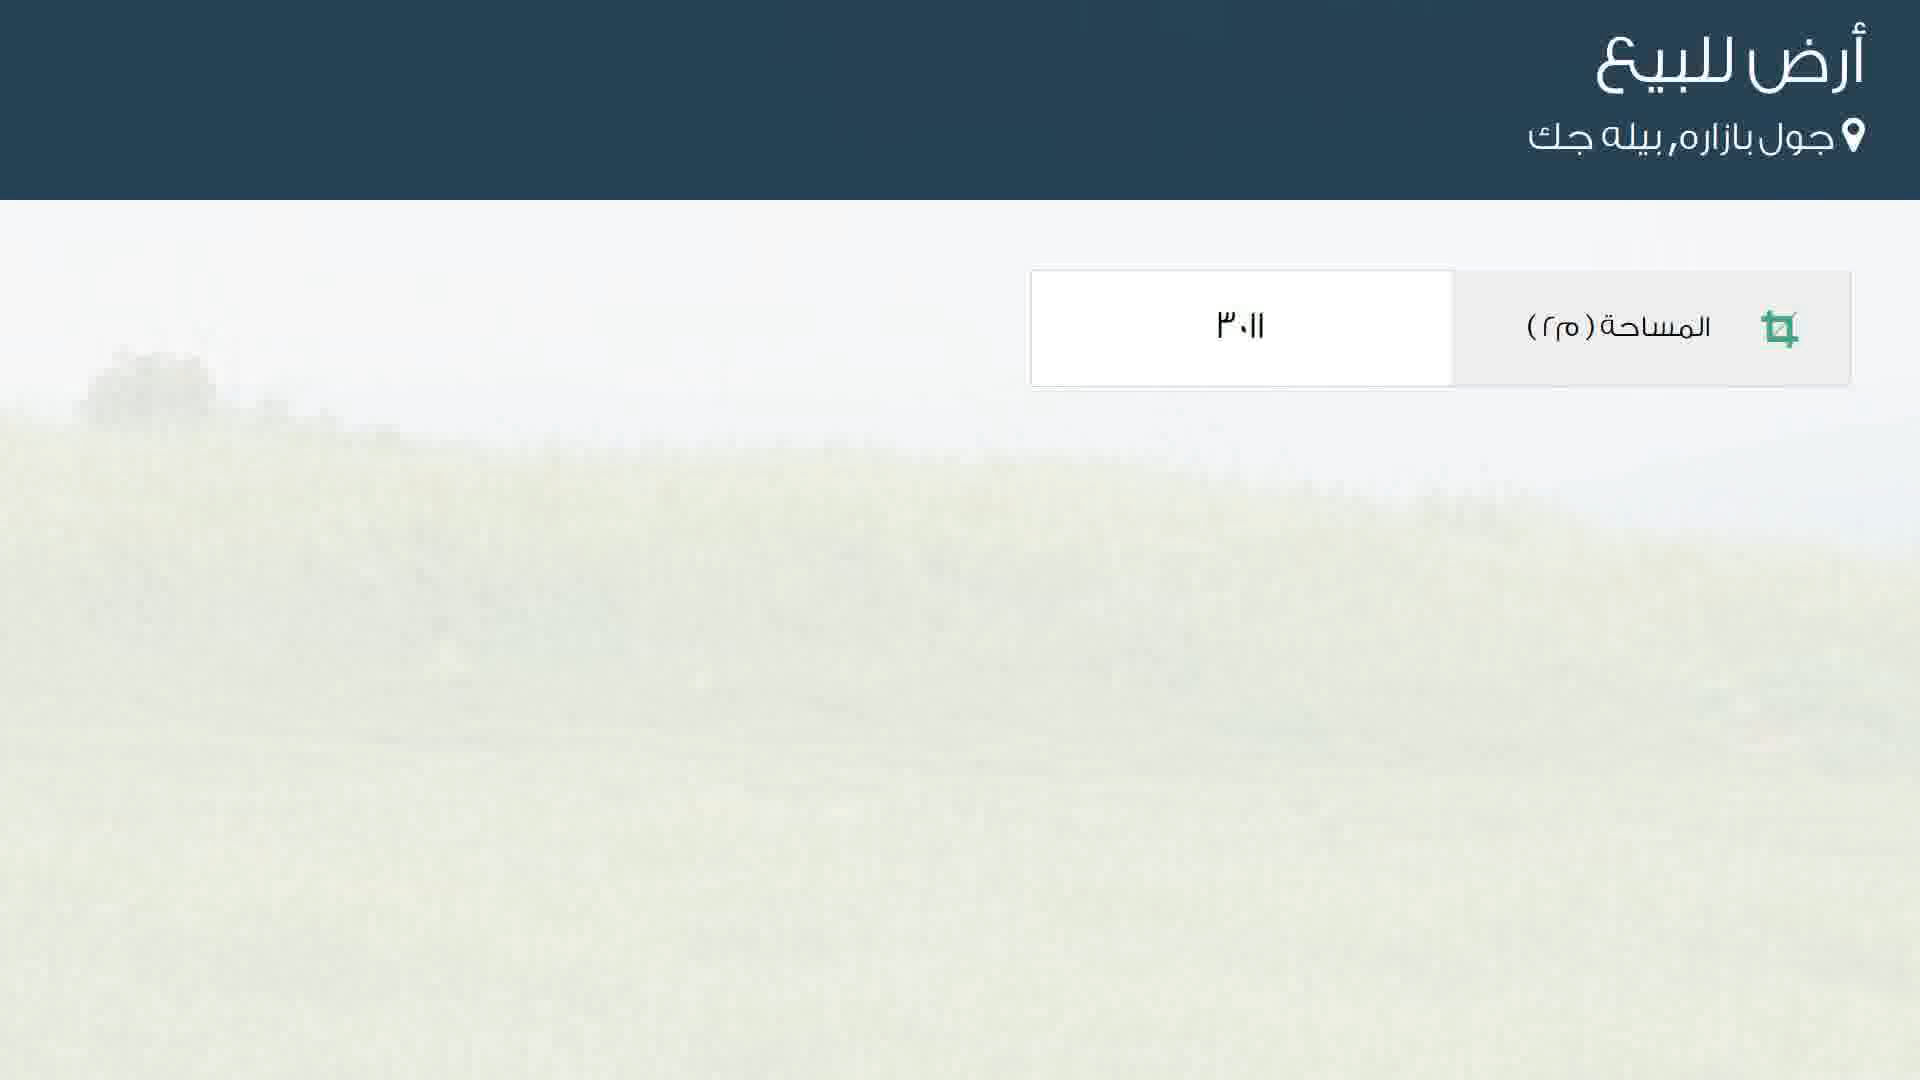 أرض للبيع
جول بازاره, بيله جك
المساحة (م٢)
٣٠١١